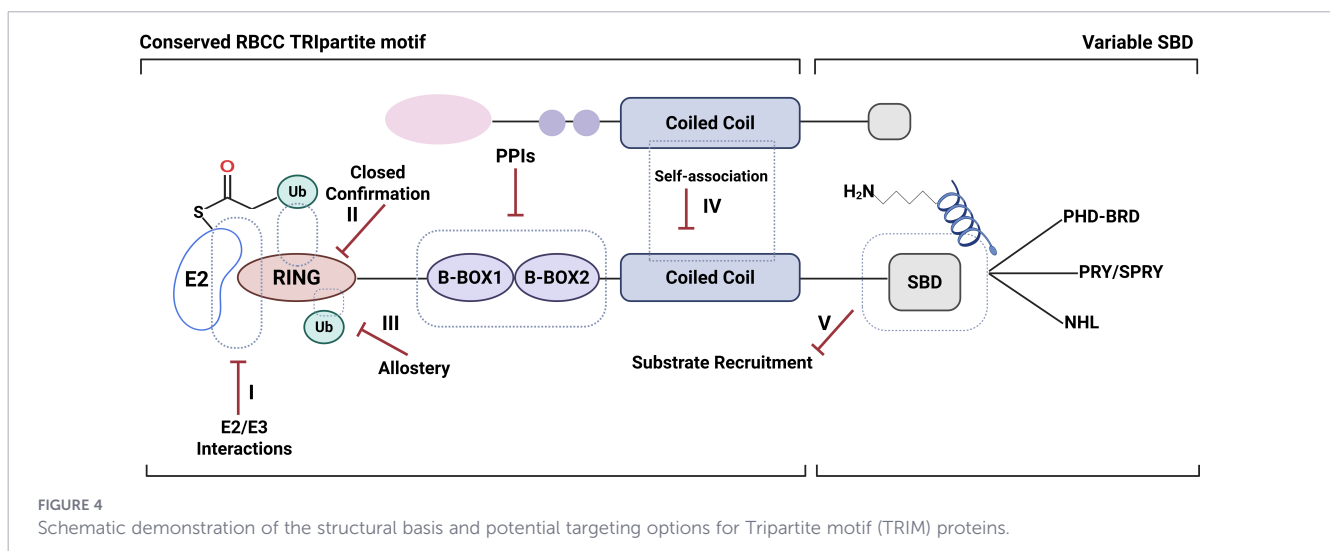 Conserved RBCC TRIpartite motif
Variable SBD
Coiled Coil
PPIs
Closed
Confirmation
II
Self-association
IV
O
S
Ub
H₂N
E2
RING
B-BOX1
B-BOX2
Coiled Coil
SBD
PHD-BRD
PRY/SPRY
NHL
Ub
III
Allostery
V
Substrate Recruitment
I
E2/E3
Interactions
FIGURE 4
Schematic demonstration of the structural basis and potential targeting options for Tripartite motif (TRIM) proteins.